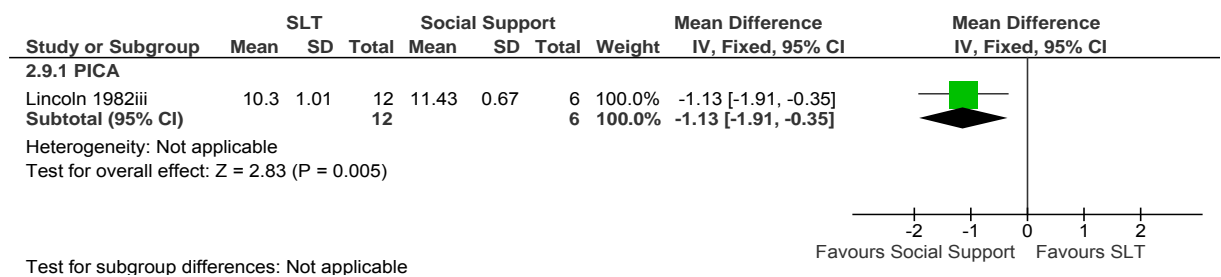 SLT Social Support Mean Difference Mean Difference
Study or Subgroup Mean SD Total Mean SD Total Weight IV, Fixed, 95% CI IV, Fixed, 95% CI
2.9.1 PICA
Lincoln 1982iii 10.3 1.01 12 11.43 0.67 6 100.0% -1.13 [-1.91, -0.35]
Subtotal (95% CI) 12 6 100.0% -1.13 [-1.91, -0.35]
Heterogeneity: Not applicable
Test for overall effect: Z = 2.83 (P = 0.005)
-2 -1 0 1 2
Favours Social Support Favours SLT
Test for subgroup differences: Not applicable